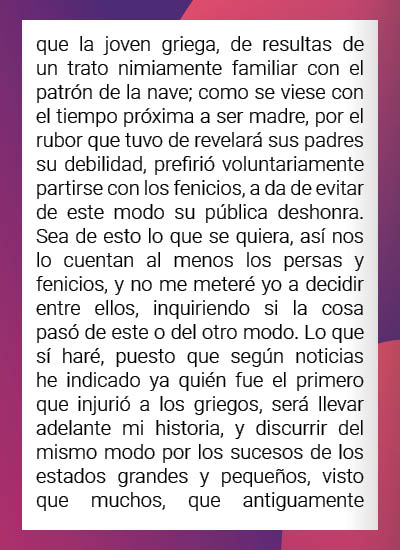 que la joven griega, de resultas de
un trato nimiamente familiar con el
patrón de la nave; como se viese con
el tiempo próxima a ser madre, por el
rubor que tuvo de revelará sus padres
su debilidad, prefirió voluntariamente
partirse con los fenicios, a da de evitar
de este modo su pública deshonra.
Sea de esto lo que se quiera, así nos
lo cuentan al menos los persas y
fenicios, y no me meteré yo a decidir
entre ellos, inquiriendo si la cosa
pasó de este o del otro modo. Lo que
sí haré, puesto que según noticias
he indicado ya quién fue el primero
que injurió a los griegos, será llevar
adelante mi historia, y discurrir del
mismo modo por los sucesos de los
estados grandes y pequeños, visto
que muchos, que antiguamente